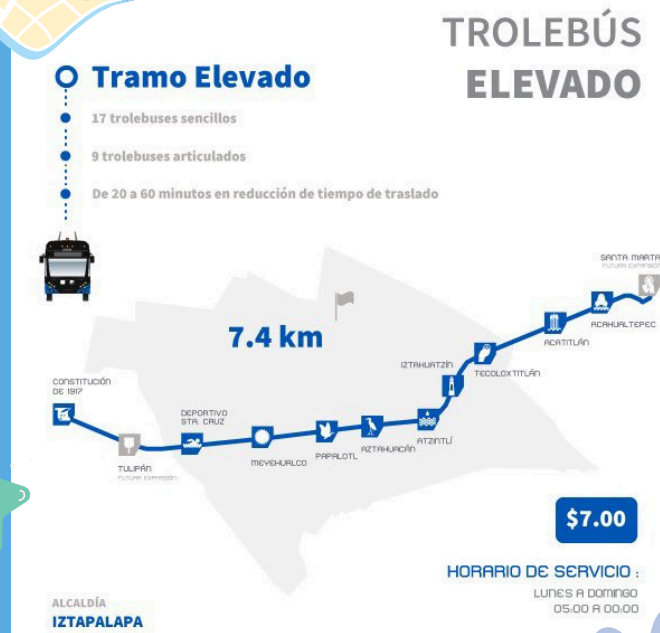 TROLEBÚS
ELEVADO
Tramo Elevado
17 trolebuses sencillos
9 trolebuses articulados
De 20 a 60 minutos en reducción de tiempo de traslado
7.4 km
SANTA MARTA
FUTURA EXPANSIÓN
ACAHUALTEPEC
ACATITLÁN
TECOLOXTITLÁN
IZTAHUATZÍN
CONSTITUCIÓN
DE 1917
TULIPÁN
FUTURA EXPANSIÓN
DEPORTIVO
STA. CRUZ
MEYEHUALCO
PAPALOTL
AZTAHUACÁN
ATZINTLÍ
$7.00
HORARIO DE SERVICIO :
LUNES A DOMINGO
05:00 A 00:00
ALCALDÍA
IZTAPALAPA